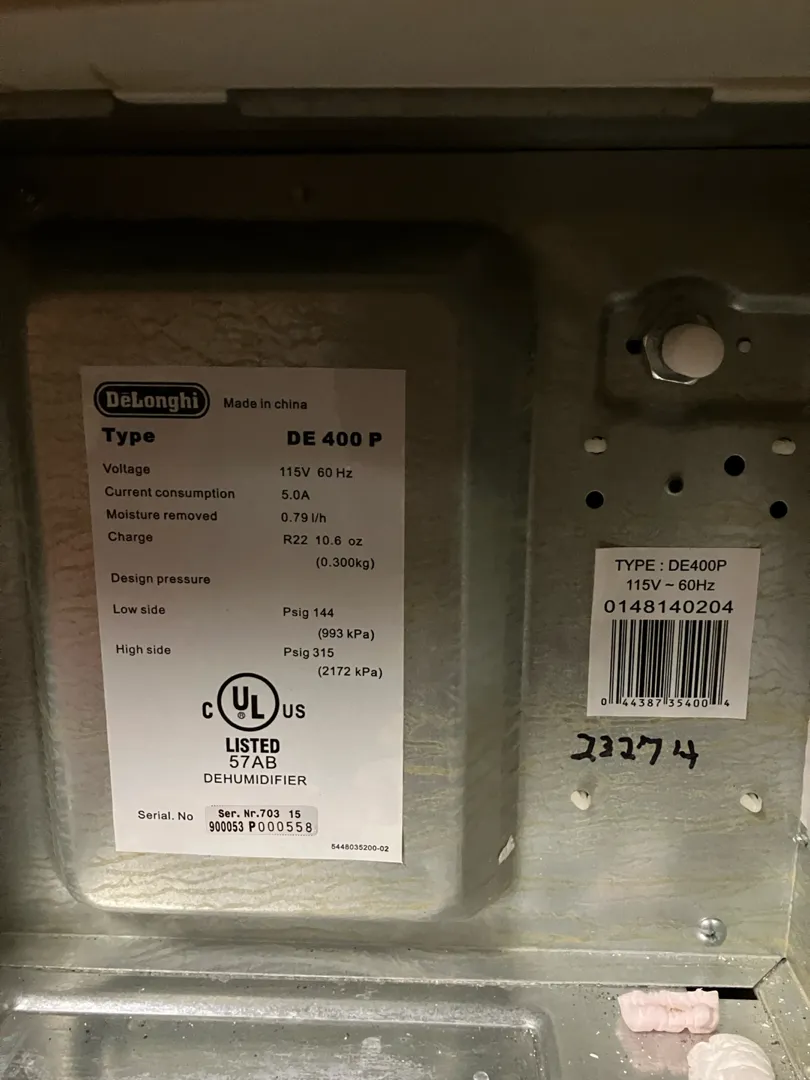 DeLonghi Made in china
Type DE 400 P
Voltage 115V 60 Hz
Current consumption 5.0A
Moisture removed 0.79 l/h
Charge R22 10.6 oz
(0.300kg)
Design pressure
Low side Psig 144
(993 kPa)
High side Psig 315
(2172 kPa)
C UL ® US
LISTED
57AB
DEHUMIDIFIER
Serial. No Ser. Nr.703 15
900053 P000558
5448035200-02
TYPE : DE400P
115V ~ 60Hz
0148140204
0 44387 35400 4
23274